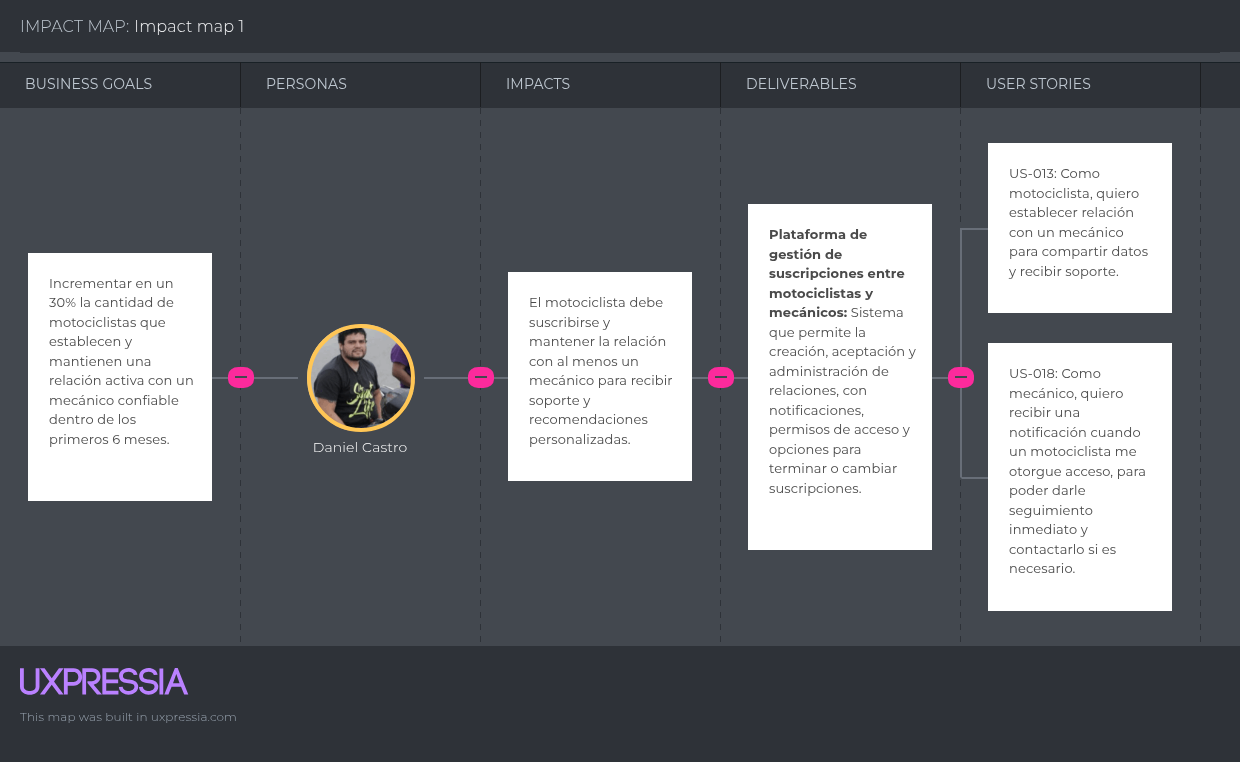 IMPACT MAP: Impact map 1
BUSINESS GOALS
PERSONAS
IMPACTS
DELIVERABLES
USER STORIES
Incrementar en un
30% la cantidad de
motociclistas que
establecen y
mantienen una
relación activa con un
mecánico confiable
dentro de los
primeros 6 meses.
Daniel Castro
El motociclista debe
suscribirse y
mantener la relación
con al menos un
mecánico para recibir
soporte y
recomendaciones
personalizadas.
Plataforma de
gestión de
suscripciones entre
motociclistas y
mecánicos: Sistema
que permite la
creación, aceptación y
administración de
relaciones, con
notificaciones,
permisos de acceso y
opciones para
terminar o cambiar
suscripciones.
US-013: Como
motociclista, quiero
establecer relación
con un mecánico
para compartir datos
y recibir soporte.
US-018: Como
mecánico, quiero
recibir una
notificación cuando
un motociclista me
otorgue acceso, para
poder darle
seguimiento
inmediato y
contactarlo si es
necesario.
UXPRESSIA
This map was built in uxpressia.com